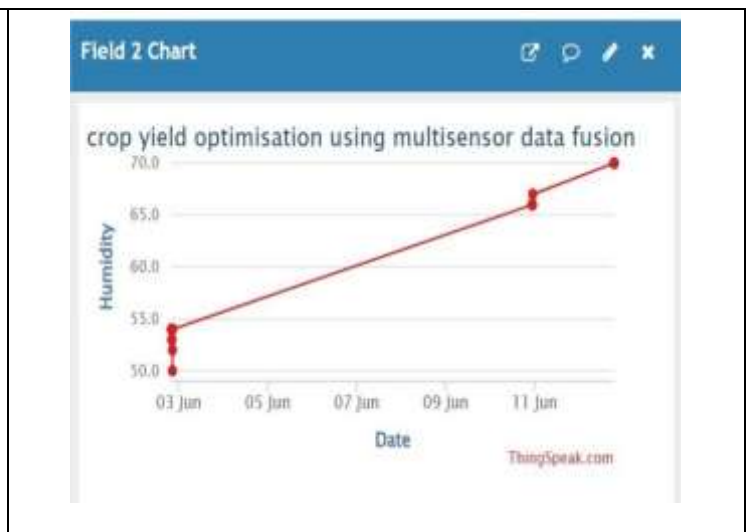 Field 2 Chart
crop yield optimisation using multisensor data fusion
70.0
65.0
60.0
55.0
50.0
Humidity
03 Jun 05 Jun 07 Jun 09 Jun 11 Jun
Date
ThingSpeak.com